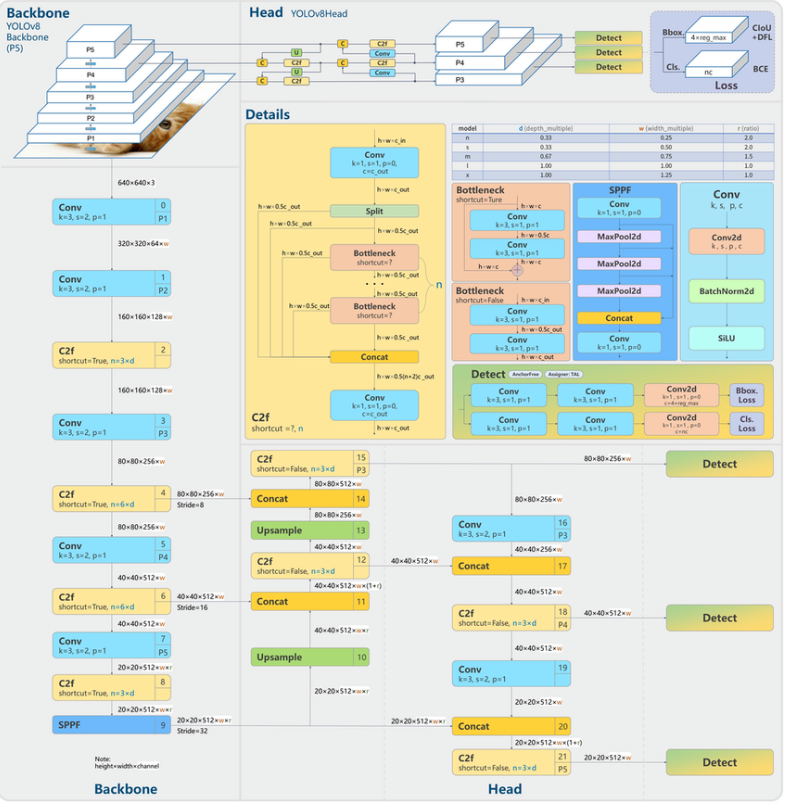 Backbone
YOLOv8
Backbone
(P5)
P5
P4
P3
P2
P1
Head YOLOv8Head
C C2f
U Conv
C C2f C C2f
U Conv
C C2f
P5
P4
P3
Detect
Detect
Detect
Bbox. 4×reg_max CIoU
+DFL
Cls. nc BCE
Loss
640×640×3
Conv 0
k=3, s=2, p=1 P1
320×320×64×w
Conv 1
k=3, s=2, p=1 P2
160×160×128×w
C2f 2
shortcut=True, n=3×d
160×160×128×w
Conv 3
k=3, s=2, p=1 P3
80×80×256×w
C2f 4
shortcut=True, n=6×d
80×80×256×w
Stride=8
80×80×256×w
Conv 5
k=3, s=2, p=1 P4
40×40×512×w
C2f 6
shortcut=True, n=6×d
40×40×512×w
Stride=16
40×40×512×w
Conv 7
k=3, s=2, p=1 P5
20×20×512×w×r
C2f 8
shortcut=True, n=3×d
20×20×512×w×r
SPPF 9
20×20×512×w×r
Stride=32
Note:
height×width×channel
Backbone
Details
h×w×c_in
Conv
k=1, s=1, p=0,
c=c_out
h×w×c_out
Split
h×w×0.5c_out
h×w×0.5c_out
h×w×0.5c_out
h×w×0.5c_out
Bottleneck
shortcut=?
h×w×0.5c_out
. . .
h×w×0.5c_out
h×w×0.5c_out
Bottleneck
shortcut=?
n
h×w×0.5c_out
Concat
h×w×0.5(n+2)c_out
Conv
k=1, s=1, p=0,
c=c_out
h×w×c_out
C2f
shortcut =?, n
model d (depth_multiple) w (width_multiple) r (ratio)
n 0.33 0.25 2.0
s 0.33 0.50 2.0
m 0.67 0.75 1.5
l 1.00 1.00 1.0
x 1.00 1.25 1.0
Bottleneck
shortcut=Ture
h×w×c
Conv
k=3, s=1, p=1
h×w×0.5c
Conv
k=3, s=1, p=1
h×w×c
h×w×c
+
Bottleneck
shortcut=False
h×w×c_in
Conv
k=3, s=1, p=1
h×w×0.5c_out
Conv
k=3, s=1, p=1
h×w×c_out
SPPF
Conv
k=1, s=1, p=0
MaxPool2d
MaxPool2d
MaxPool2d
Concat
Conv
k=1, s=1, p=0
Conv
k, s, p, c
Conv2d
k, s, p, c
BatchNorm2d
SiLU
Detect AnchorFree Assigner: TAL
Conv
k=3, s=1, p=1
Conv
k=3, s=1, p=1
Conv2d
k=1, s=1, p=0
c=4×reg_max
Bbox.
Loss
Conv
k=3, s=1, p=1
Conv
k=3, s=1, p=1
Conv2d
k=1, s=1, p=0
c=nc
Cls.
Loss
C2f 15
shortcut=False, n=3×d P3
80×80×256×w
Detect
80×80×512×w
Concat 14
80×80×256×w
Upsample 13
40×40×512×w
C2f 12
shortcut=False, n=3×d
40×40×512×w
40×40×512×w×(1+r)
Concat 11
40×40×512×w×r
Upsample 10
20×20×512×w×r
80×80×256×w
Conv 16
k=3, s=2, p=1 P3
40×40×256×w
Concat 17
40×40×512×w
C2f 18
shortcut=False, n=3×d P4
40×40×512×w
Detect
40×40×512×w
Conv 19
k=3, s=2, p=1
20×20×512×w
20×20×512×w×r
Concat 20
20×20×512×w×(1+r)
C2f 21
shortcut=False, n=3×d P5
20×20×512×w
Detect
Head